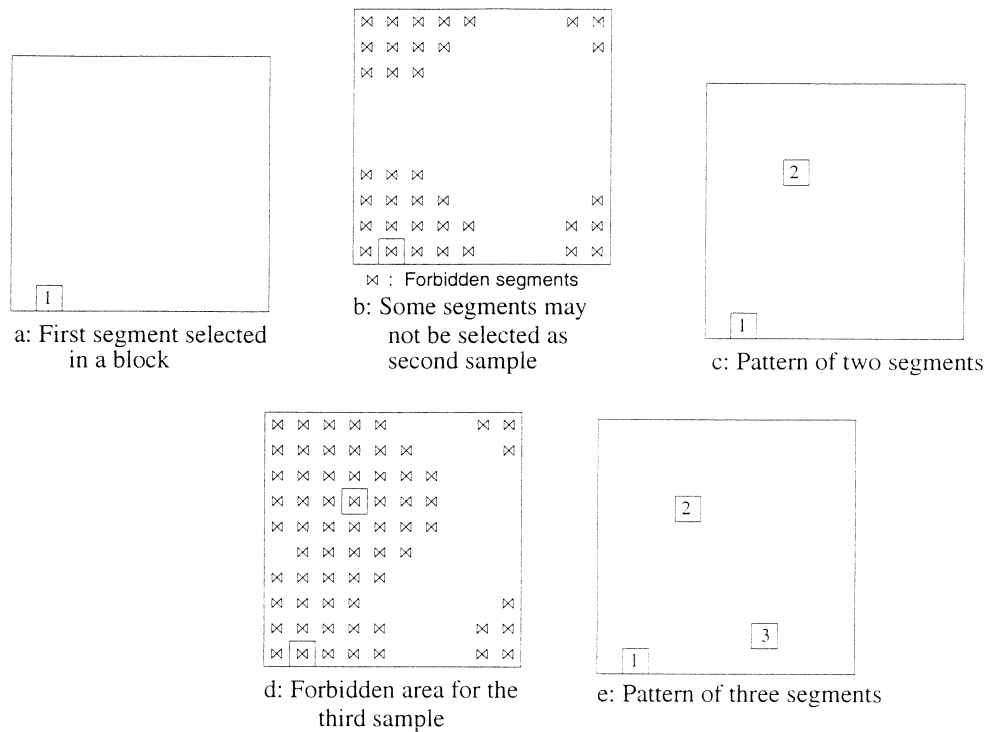 1
a: First segment selected
in a block
⋈ : Forbidden segments
b: Some segments may
not be selected as
second sample
2
1
c: Pattern of two segments
d: Forbidden area for the
third sample
2
3
1
e: Pattern of three segments